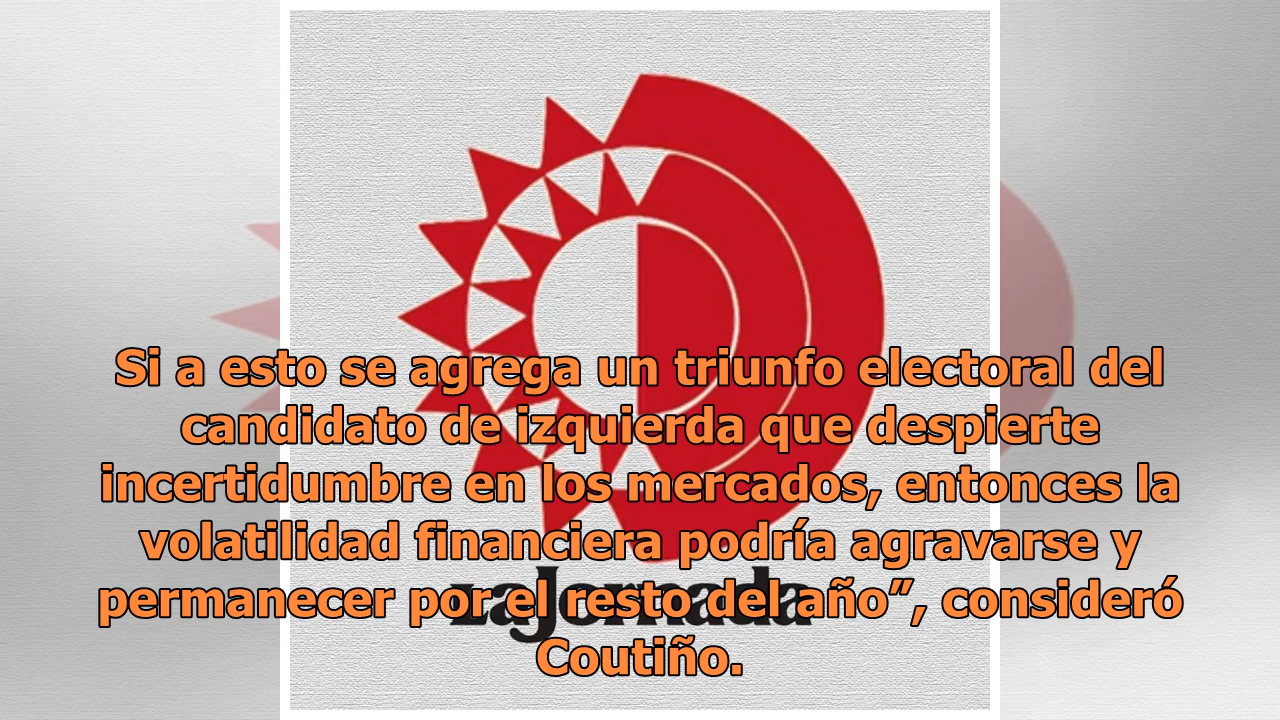 Si a esto se agrega un triunfo electoral del
candidato de izquierda que despierte
incertidumbre en los mercados, entonces la
volatilidad financiera podría agravarse y
permanecer por el resto del año”, consideró
Coutiño.
LaJornada